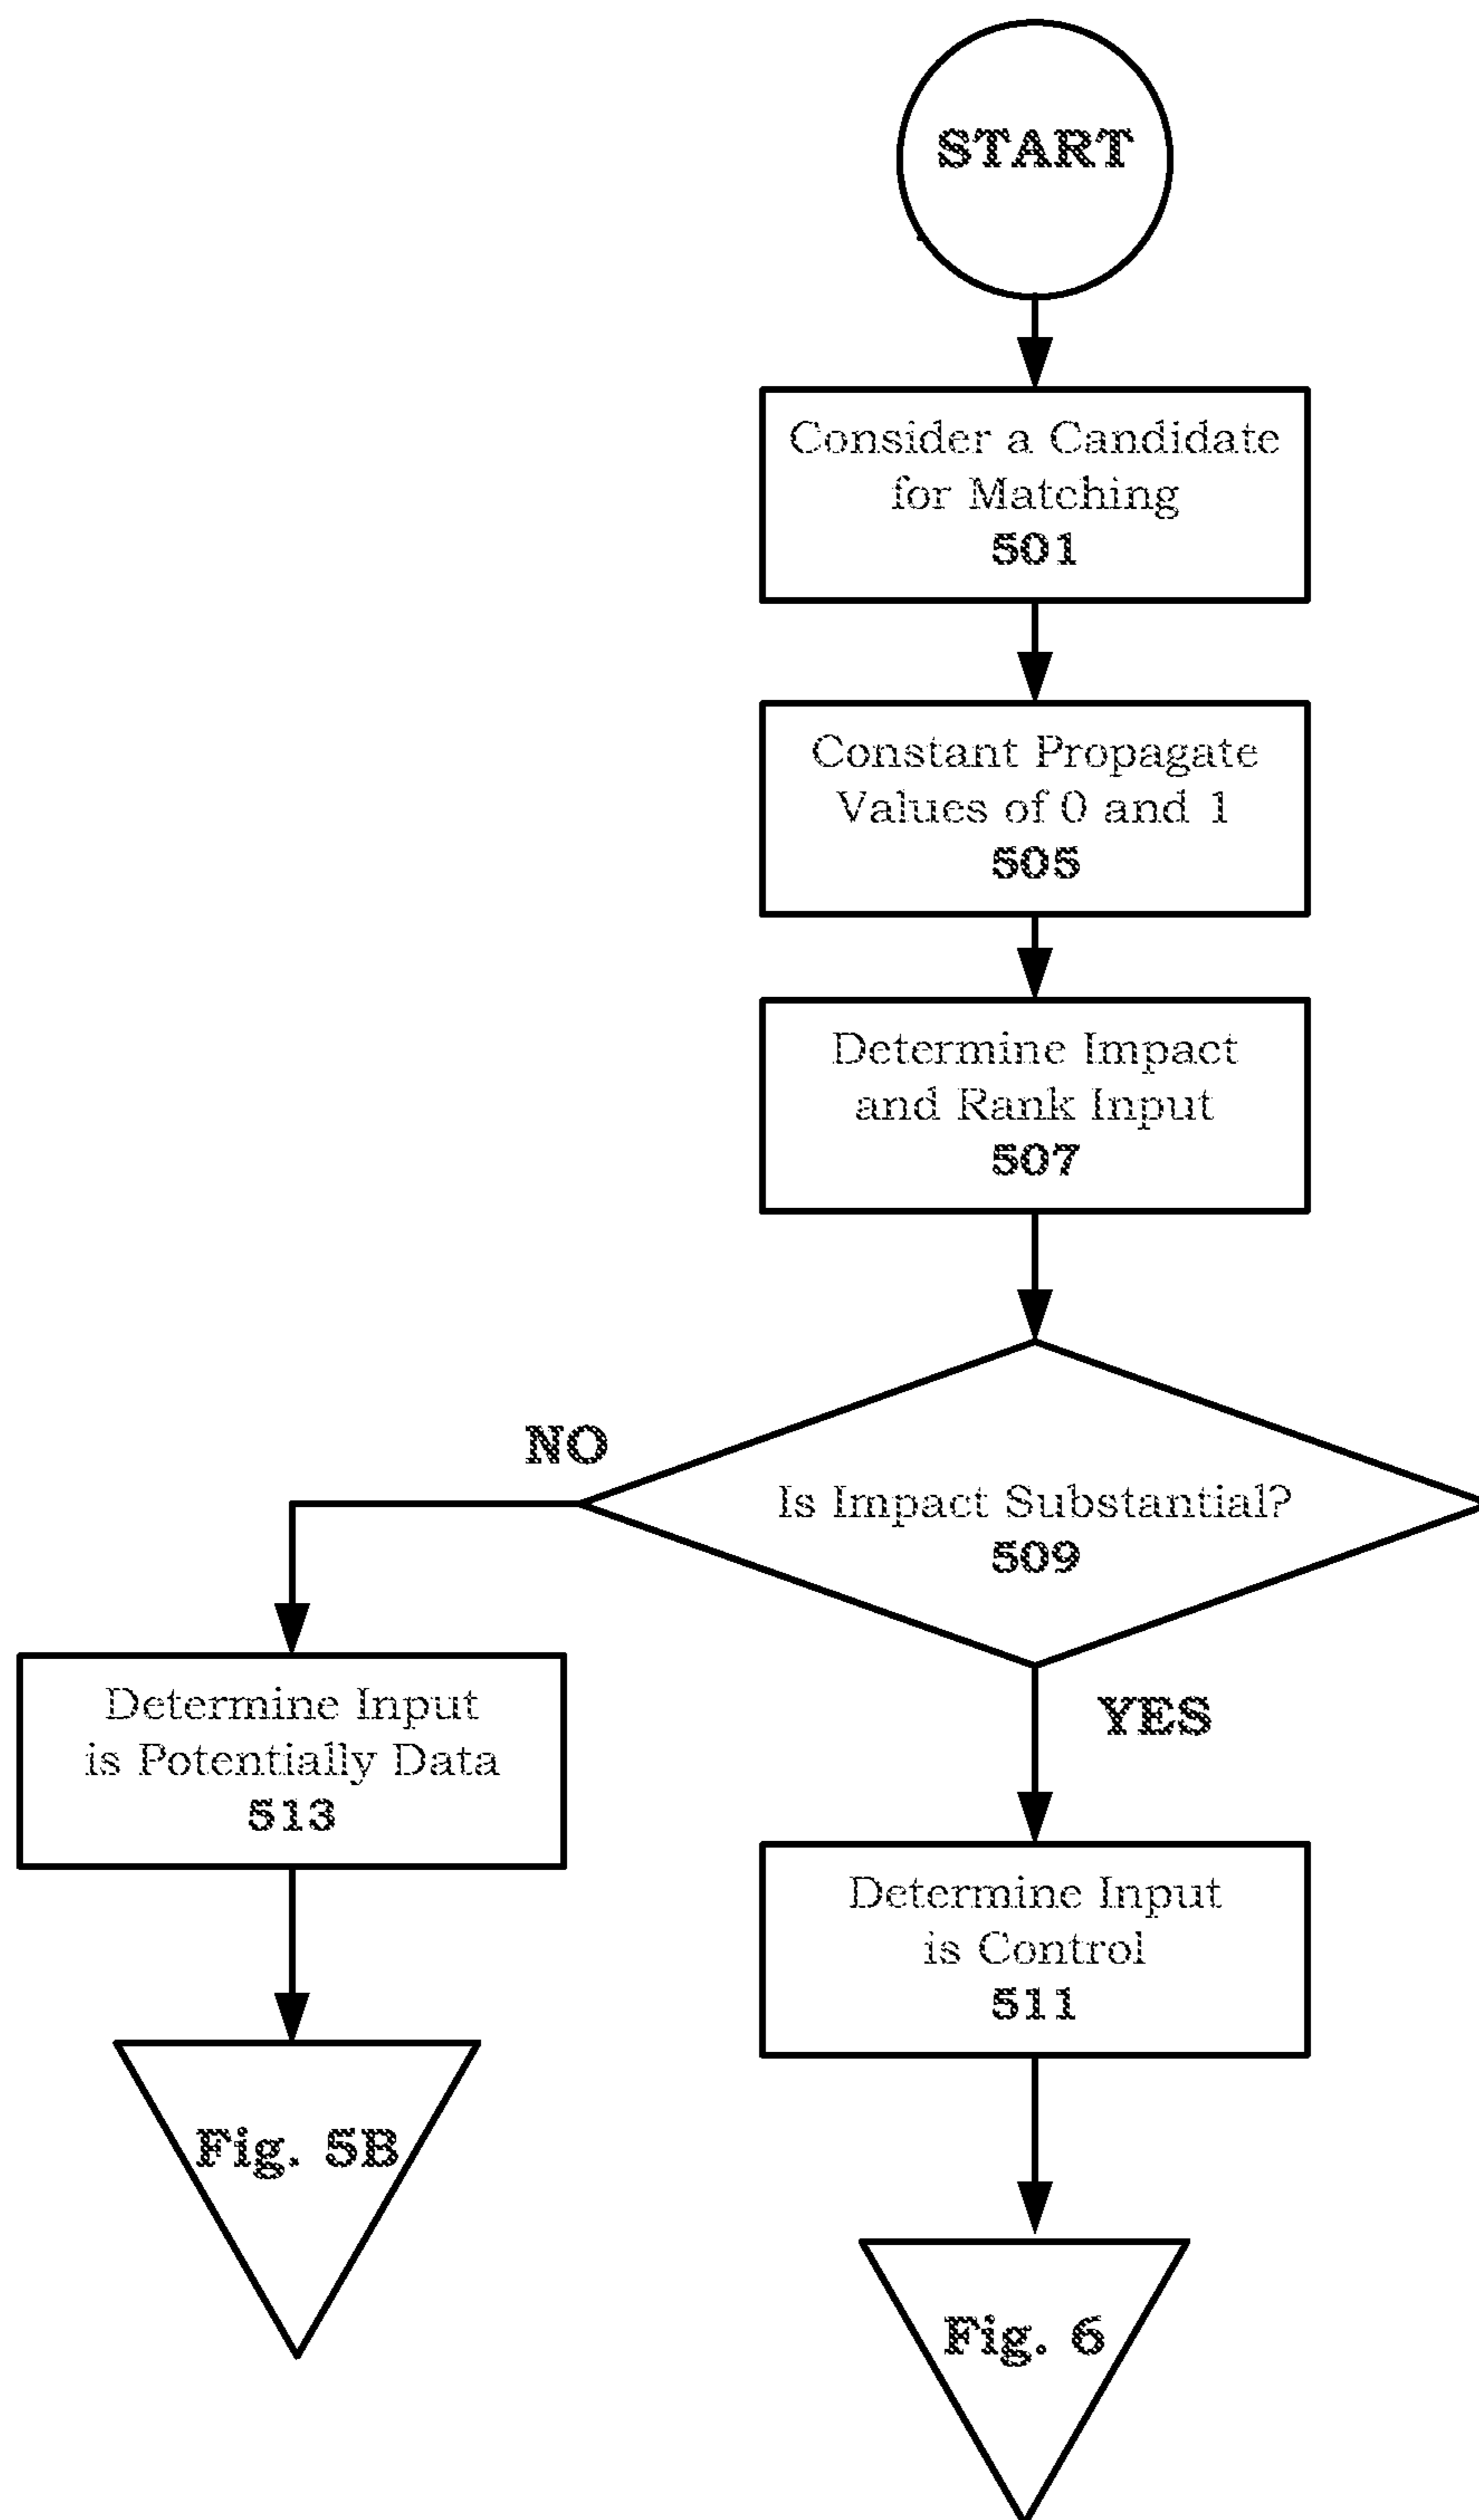 START
Consider a Candidate
for Matching
501
Constant Propagate
Values of 0 and 1
505
Determine Impact
and Rank Input
507
NO
Is Impact Substantial?
509
YES
Determine Input
is Potentially Data
513
Determine Input
is Control
511
Fig. 5B
Fig. 6